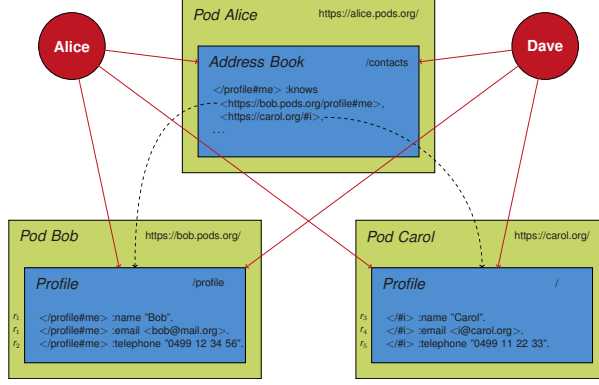 Pod Alice https://alice.pods.org/
Alice
Dave
Address Book /contacts
</profile#me> :knows
<https://bob.pods.org/profile#me>,
<https://carol.org/#i>,
...
Pod Bob https://bob.pods.org/
Profile /profile
r₁ </profile#me> :name "Bob".
r₁ </profile#me> :email <bob@mail.org>.
r₂ </profile#me> :telephone "0499 12 34 56".
Pod Carol https://carol.org/
Profile /
r₃ </#i> :name "Carol".
r₄ </#i> :email <i@carol.org>.
r₅ </#i> :telephone "0499 11 22 33".